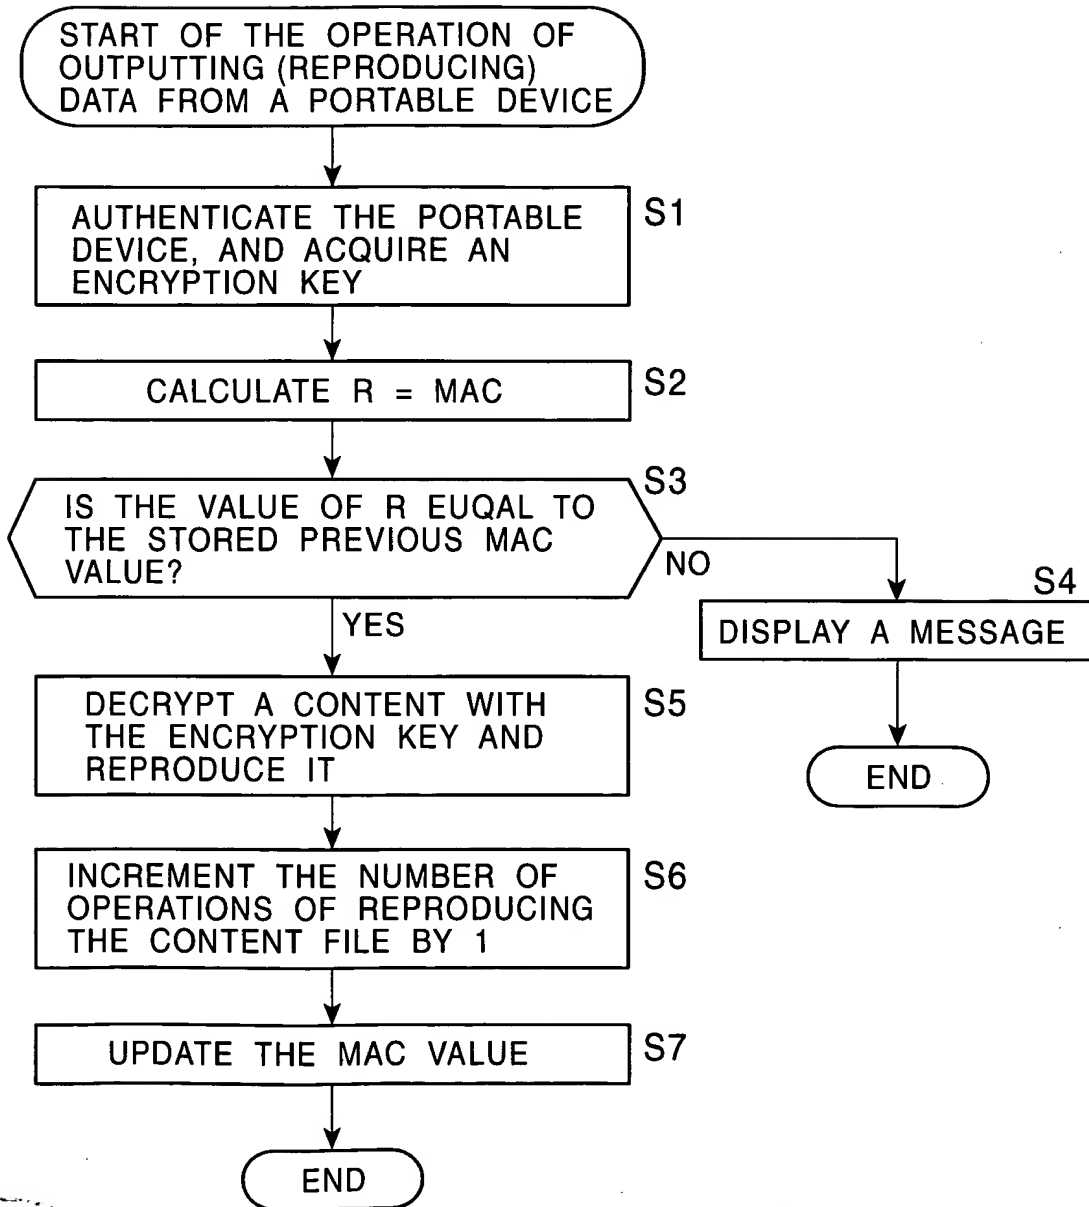 START OF THE OPERATION OF
OUTPUTTING (REPRODUCING)
DATA FROM A PORTABLE DEVICE
AUTHENTICATE THE PORTABLE
DEVICE, AND ACQUIRE AN
ENCRYPTION KEY
S1
CALCULATE R = MAC
S2
IS THE VALUE OF R EUQAL TO
THE STORED PREVIOUS MAC
VALUE?
S3
NO
YES
S4
DISPLAY A MESSAGE
END
DECRYPT A CONTENT WITH
THE ENCRYPTION KEY AND
REPRODUCE IT
S5
INCREMENT THE NUMBER OF
OPERATIONS OF REPRODUCING
THE CONTENT FILE BY 1
S6
UPDATE THE MAC VALUE
S7
END